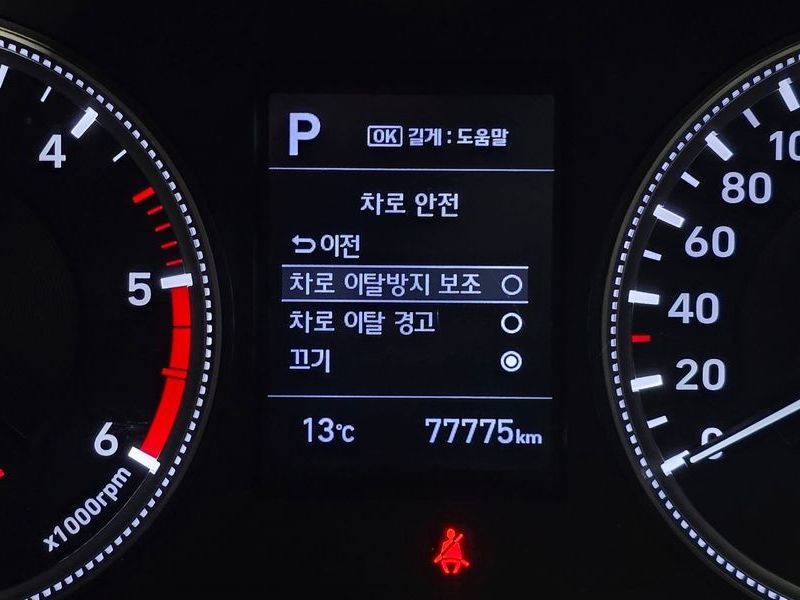 P OK 길게 : 도움말
차로 안전
이전
차로 이탈방지 보조
차로 이탈 경고
끄기
13℃ 77775km
4
5
6
x1000rpm
0
20
40
60
80
10